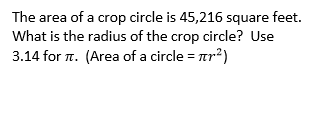 The area of a crop circle is 45,216 square feet.
What is the radius of the crop circle?  Use
3.14 for π.  (Area of a circle = πr²)